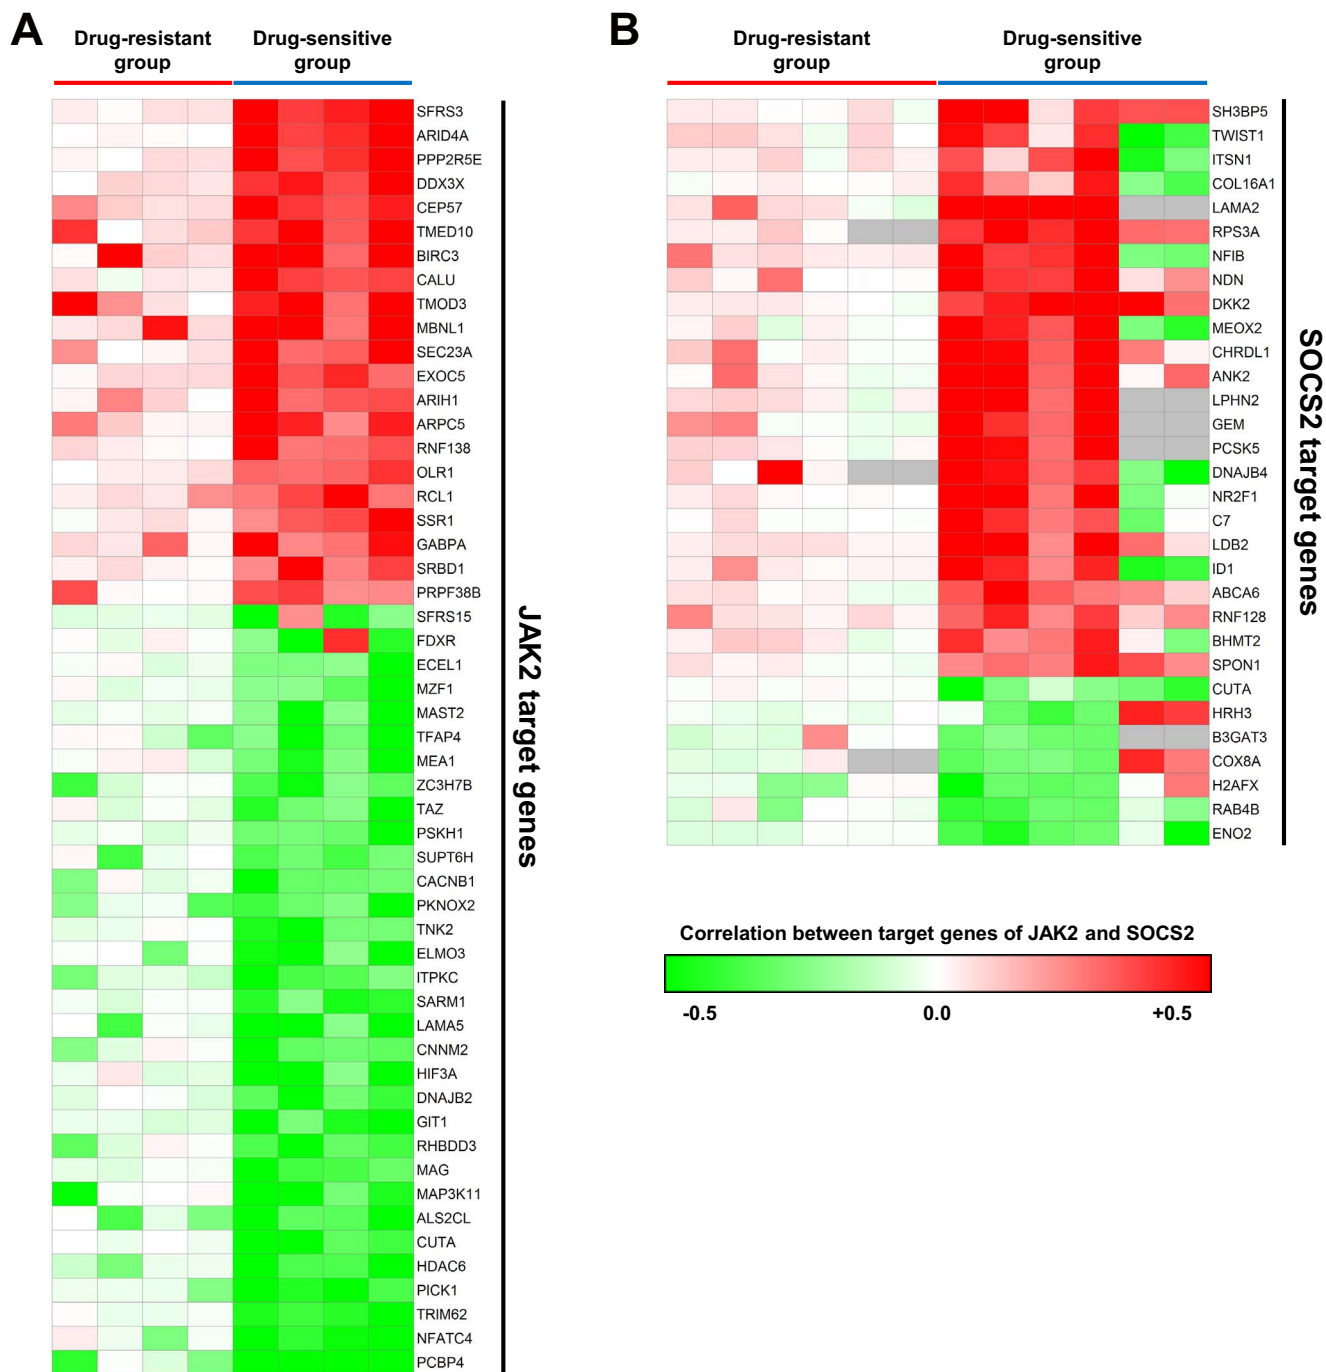 A
Drug-resistant
group
Drug-sensitive
group
SFRS3
ARID4A
PPP2R5E
DDX3X
CEP57
TMED10
BIRC3
CALU
TMOD3
MBNL1
SEC23A
EXOC5
ARIH1
ARPC5
RNF138
OLR1
RCL1
SSR1
GABPA
SRBD1
PRPF38B
SFRS15
FDXR
ECEL1
MZF1
MAST2
TFAP4
MEA1
ZC3H7B
TAZ
PSKH1
SUPT6H
CACNB1
PKNOX2
TNK2
ELMO3
ITPKC
SARM1
LAMA5
CNNM2
HIF3A
DNAJB2
GIT1
RHBDD3
MAG
MAP3K11
ALS2CL
CUTA
HDAC6
PICK1
TRIM62
NFATC4
PCBP4
JAK2 target genes
B
Drug-resistant
group
Drug-sensitive
group
SH3BP5
TWIST1
ITSN1
COL16A1
LAMA2
RPS3A
NFIB
NDN
DKK2
MEOX2
CHRDL1
ANK2
LPHN2
GEM
PCSK5
DNAJB4
NR2F1
C7
LDB2
ID1
ABCA6
RNF128
BHMT2
SPON1
CUTA
HRH3
B3GAT3
COX8A
H2AFX
RAB4B
ENO2
SOCS2 target genes
Correlation between target genes of JAK2 and SOCS2
-0.5
0.0
+0.5